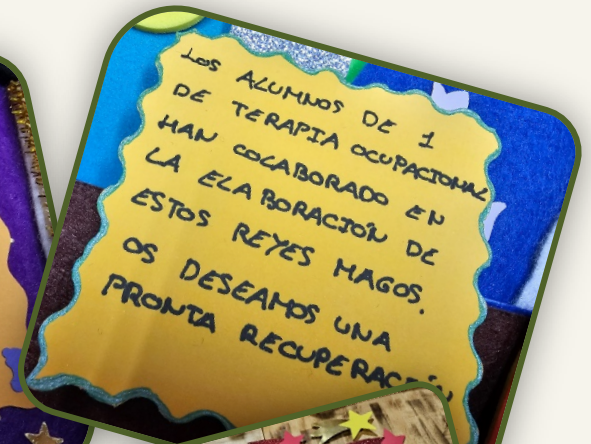 LOS ALUMNOS DE 1
DE TERAPIA OCUPACIONAL
HAN COLABORADO EN
LA ELABORACIÓN DE
ESTOS REYES MAGOS.
OS DESEAMOS UNA
PRONTA RECUPERACIÓN